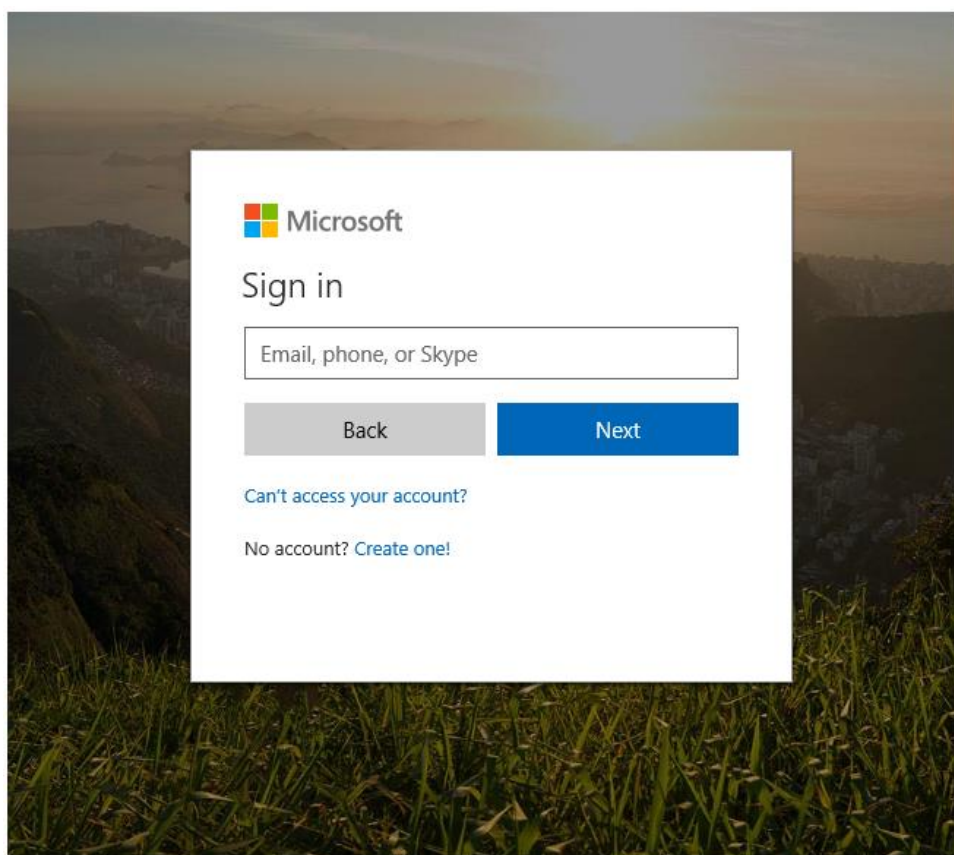 Microsoft
Sign in
Email, phone, or Skype
Back Next
Can't access your account?
No account? Create one!